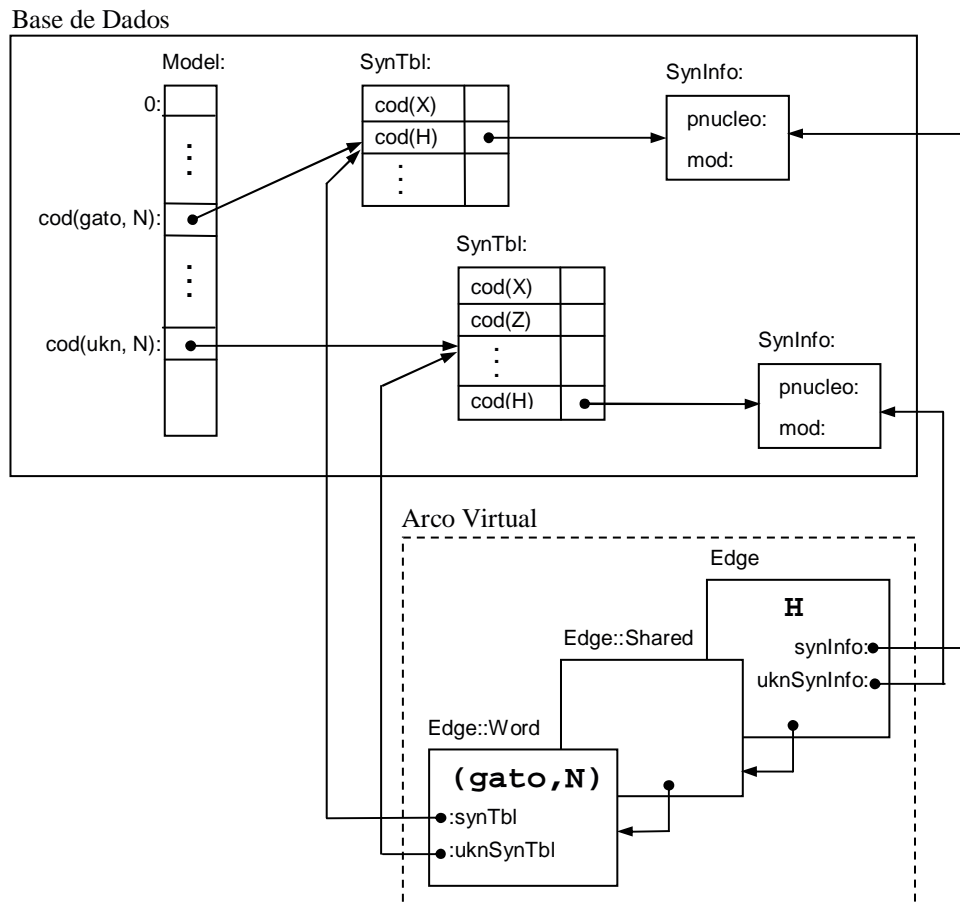 Base de Dados
Model:
SynTbl:
SynInfo:
0:
cod(X)
cod(H)
pnucleo:
mod:
cod(gato, N):
SynTbl:
cod(X)
cod(Z)
cod(ukn, N):
SynInfo:
cod(H)
pnucleo:
mod:
Arco Virtual
Edge
H
Edge::Shared
synInfo:
uknSynInfo:
Edge::Word
(gato,N)
:synTbl
:uknSynTbl